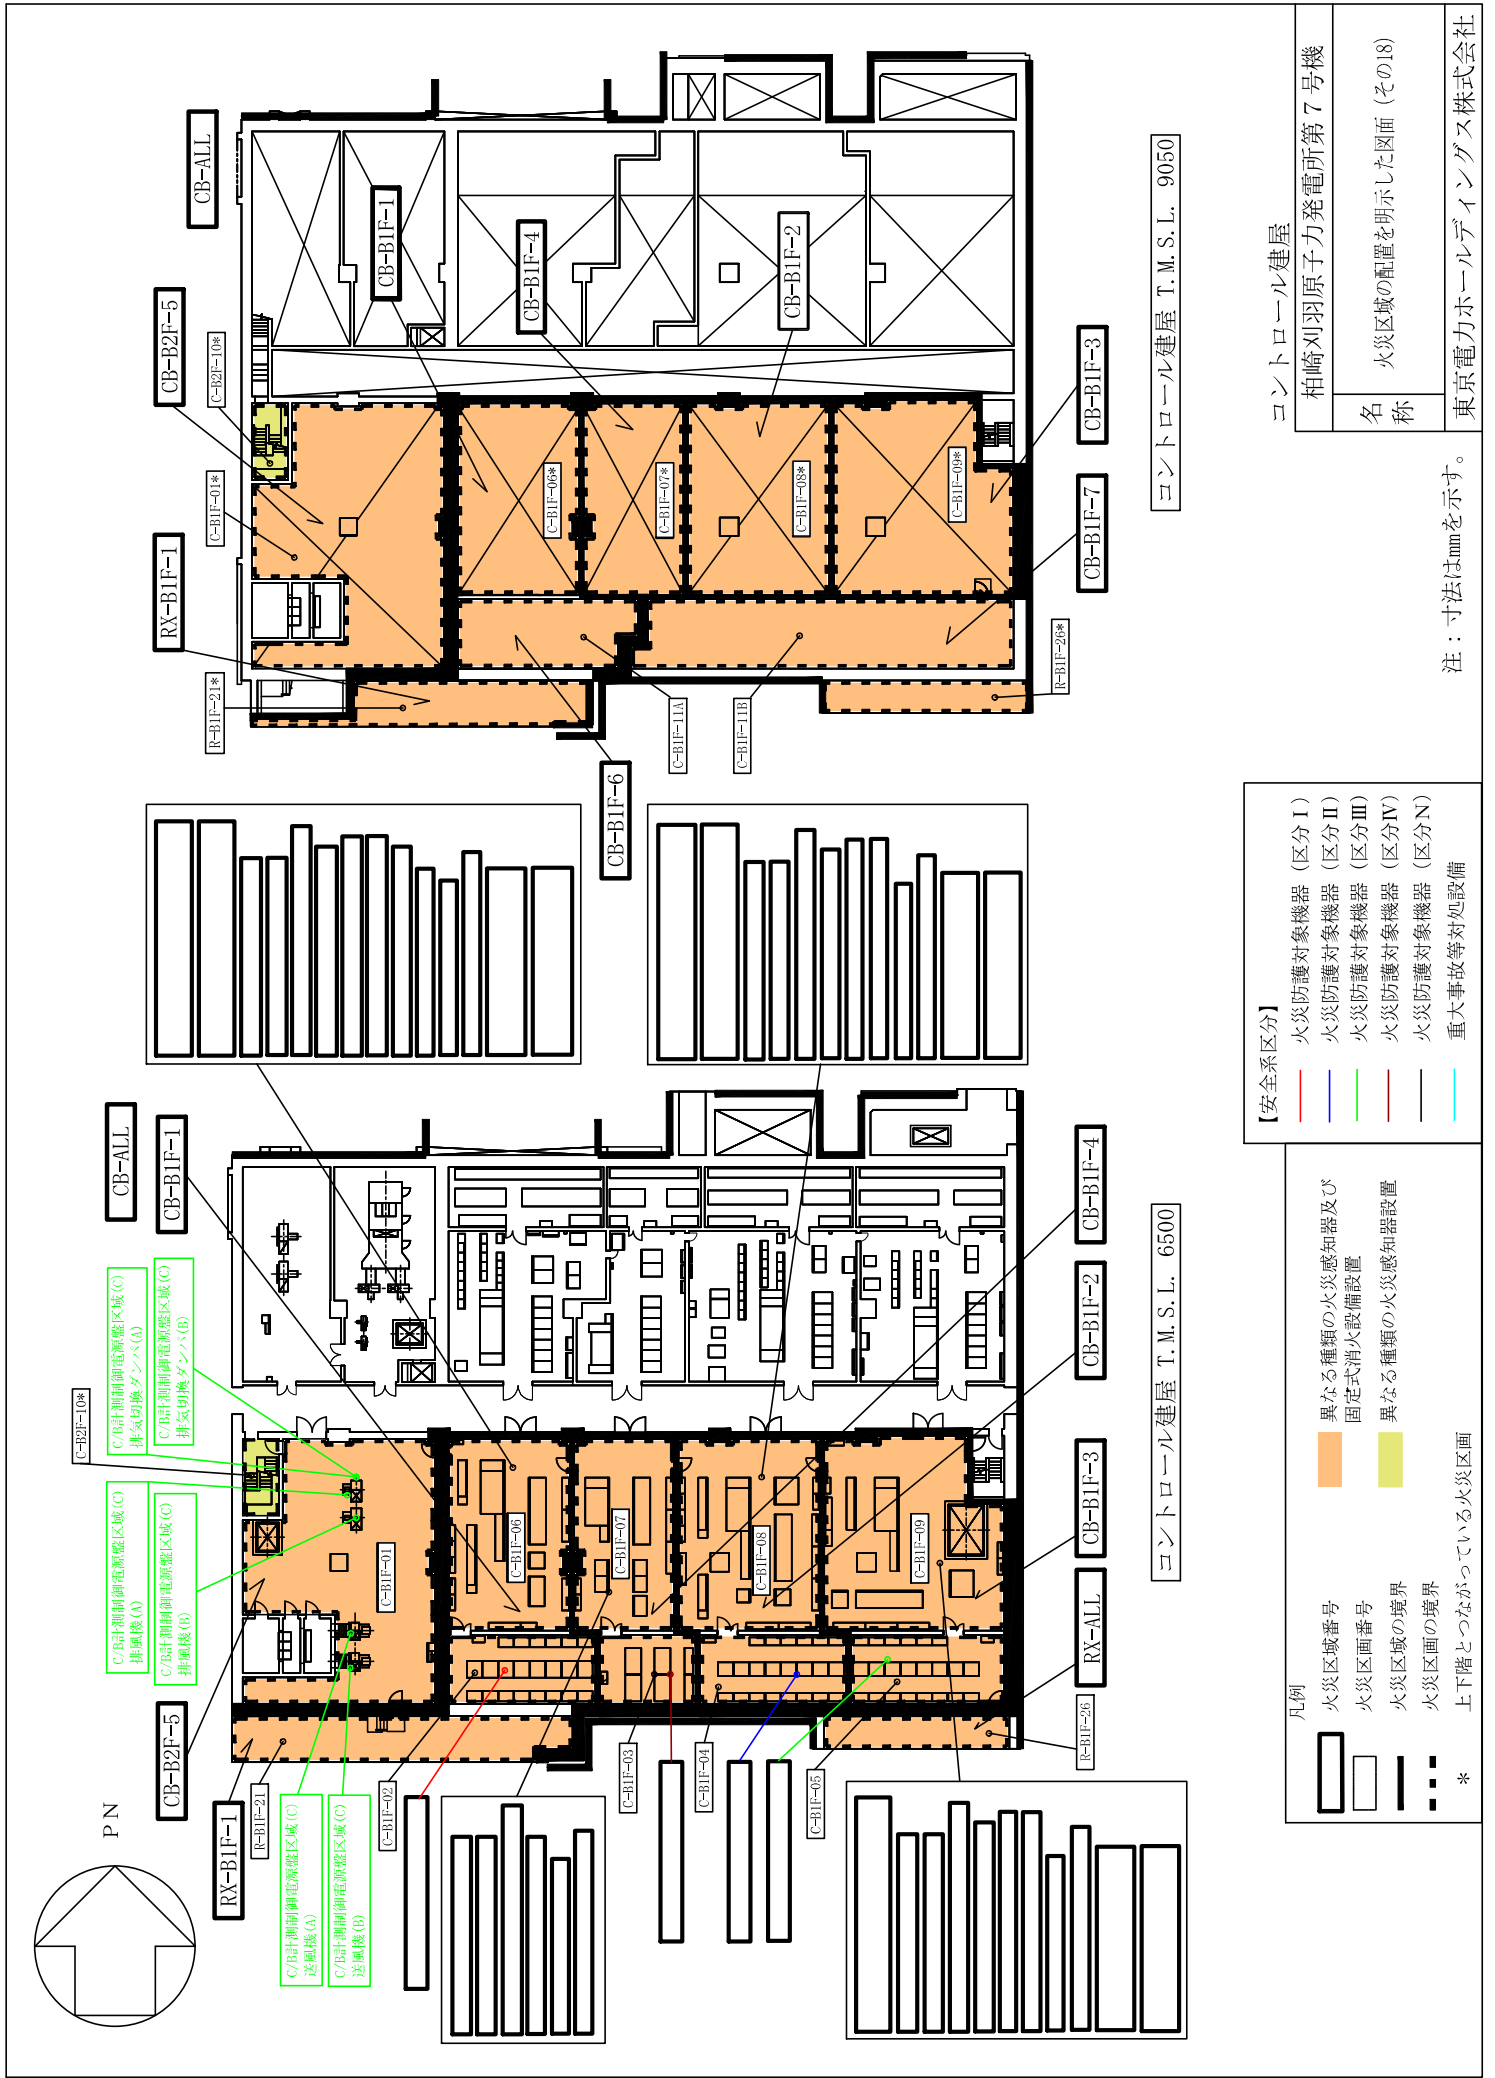 PN
C-B2F-10*
CB-ALL
CB-B1F-1
C/B計測制御電源盤区域(C)
排気切換ダンパ(A)
C/B計測制御電源盤区域(C)
排気切換ダンパ(B)
C/B計測制御電源盤区域(C)
排風機(A)
C/B計測制御電源盤区域(C)
排風機(B)
CB-B2F-5
RX-B1F-1
R-B1F-21
C/B計測制御電源盤区域(C)
送風機(A)
C/B計測制御電源盤区域(C)
送風機(B)
C-B1F-01
C-B1F-02
C-B1F-06
C-B1F-07
C-B1F-03
C-B1F-04
C-B1F-08
C-B1F-05
C-B1F-09
CB-B1F-4
CB-B1F-2
CB-B1F-3
RX-ALL
R-B1F-26
コントロール建屋 T.M.S.L. 6500
CB-ALL
CB-B2F-5
C-B2F-10*
C-B1F-01*
RX-B1F-1
R-B1F-21*
CB-B1F-1
CB-B1F-4
CB-B1F-2
C-B1F-06*
C-B1F-07*
C-B1F-08*
C-B1F-09*
CB-B1F-6
C-B1F-11A
C-B1F-11B
CB-B1F-3
CB-B1F-7
R-B1F-26*
コントロール建屋 T.M.S.L. 9050
凡例
火災区域番号
火災区画番号
火災区域の境界
火災区画の境界
* 上下階とつながっている火災区画
異なる種類の火災感知器及び
固定式消火設備設置
異なる種類の火災感知器設置
【安全系区分】
火災防護対象機器（区分Ⅰ）
火災防護対象機器（区分Ⅱ）
火災防護対象機器（区分Ⅲ）
火災防護対象機器（区分Ⅳ）
火災防護対象機器（区分N）
重大事故等対処設備
注：寸法はmmを示す。
コントロール建屋
柏崎刈羽原子力発電所第７号機
名称
火災区域の配置を明示した図面（その18）
東京電力ホールディングス株式会社